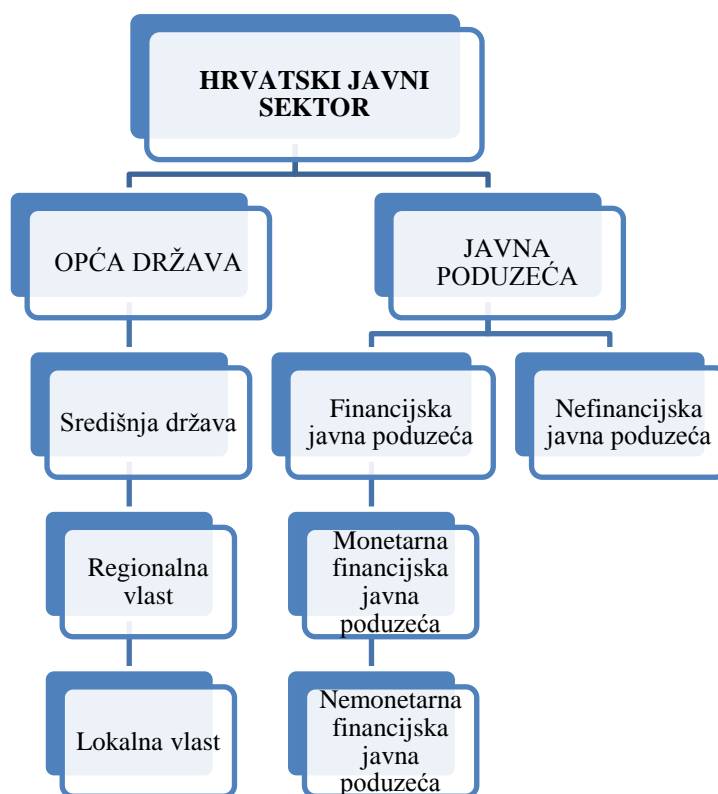 HRVATSKI JAVNI
SEKTOR
OPĆA DRŽAVA
JAVNA
PODUZEĆA
Središnja država
Financijska
javna poduzeća
Nefinancijska
javna poduzeća
Regionalna
vlast
Monetarna
financijska
javna
poduzeća
Lokalna vlast
Nemonetarna
financijska
javna
poduzeća